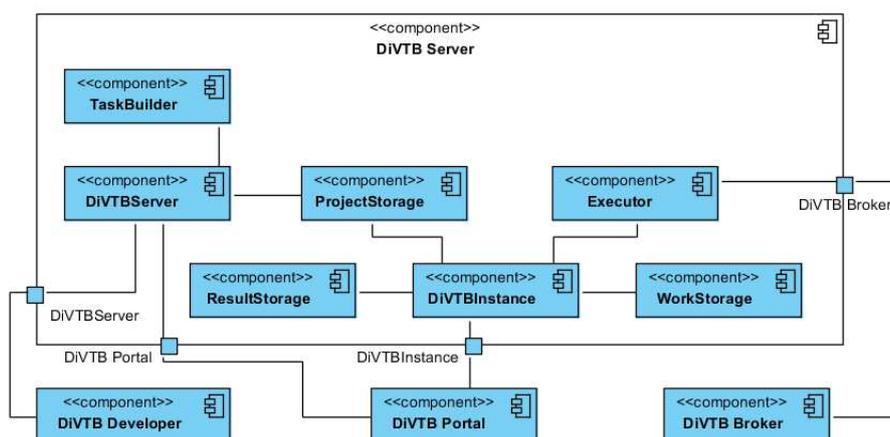 <<component>>
DiVTB Server
<<component>>
TaskBuilder
<<component>>
DiVTBServer
<<component>>
ProjectStorage
<<component>>
Executor
DiVTB Broker
<<component>>
ResultStorage
<<component>>
DiVTBInstance
<<component>>
WorkStorage
DiVTBServer
DiVTB Portal
DiVTBInstance
<<component>>
DiVTB Developer
<<component>>
DiVTB Portal
<<component>>
DiVTB Broker